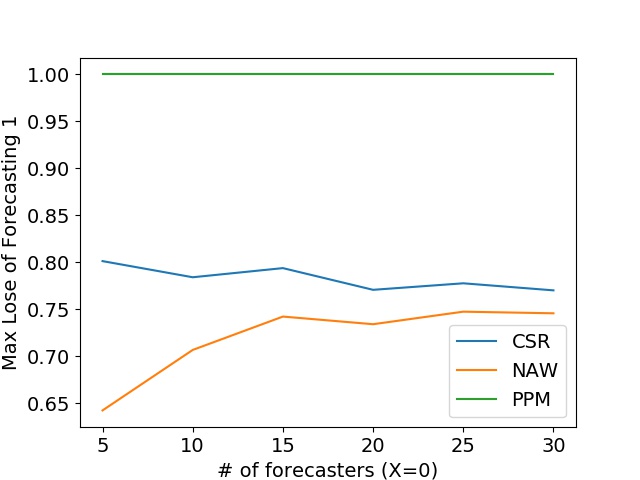 1.00
0.95
0.90
0.85
0.80
0.75
0.70
0.65
Max Lose of Forecasting 1
CSR
NAW
PPM
5 10 15 20 25 30
# of forecasters (X=0)